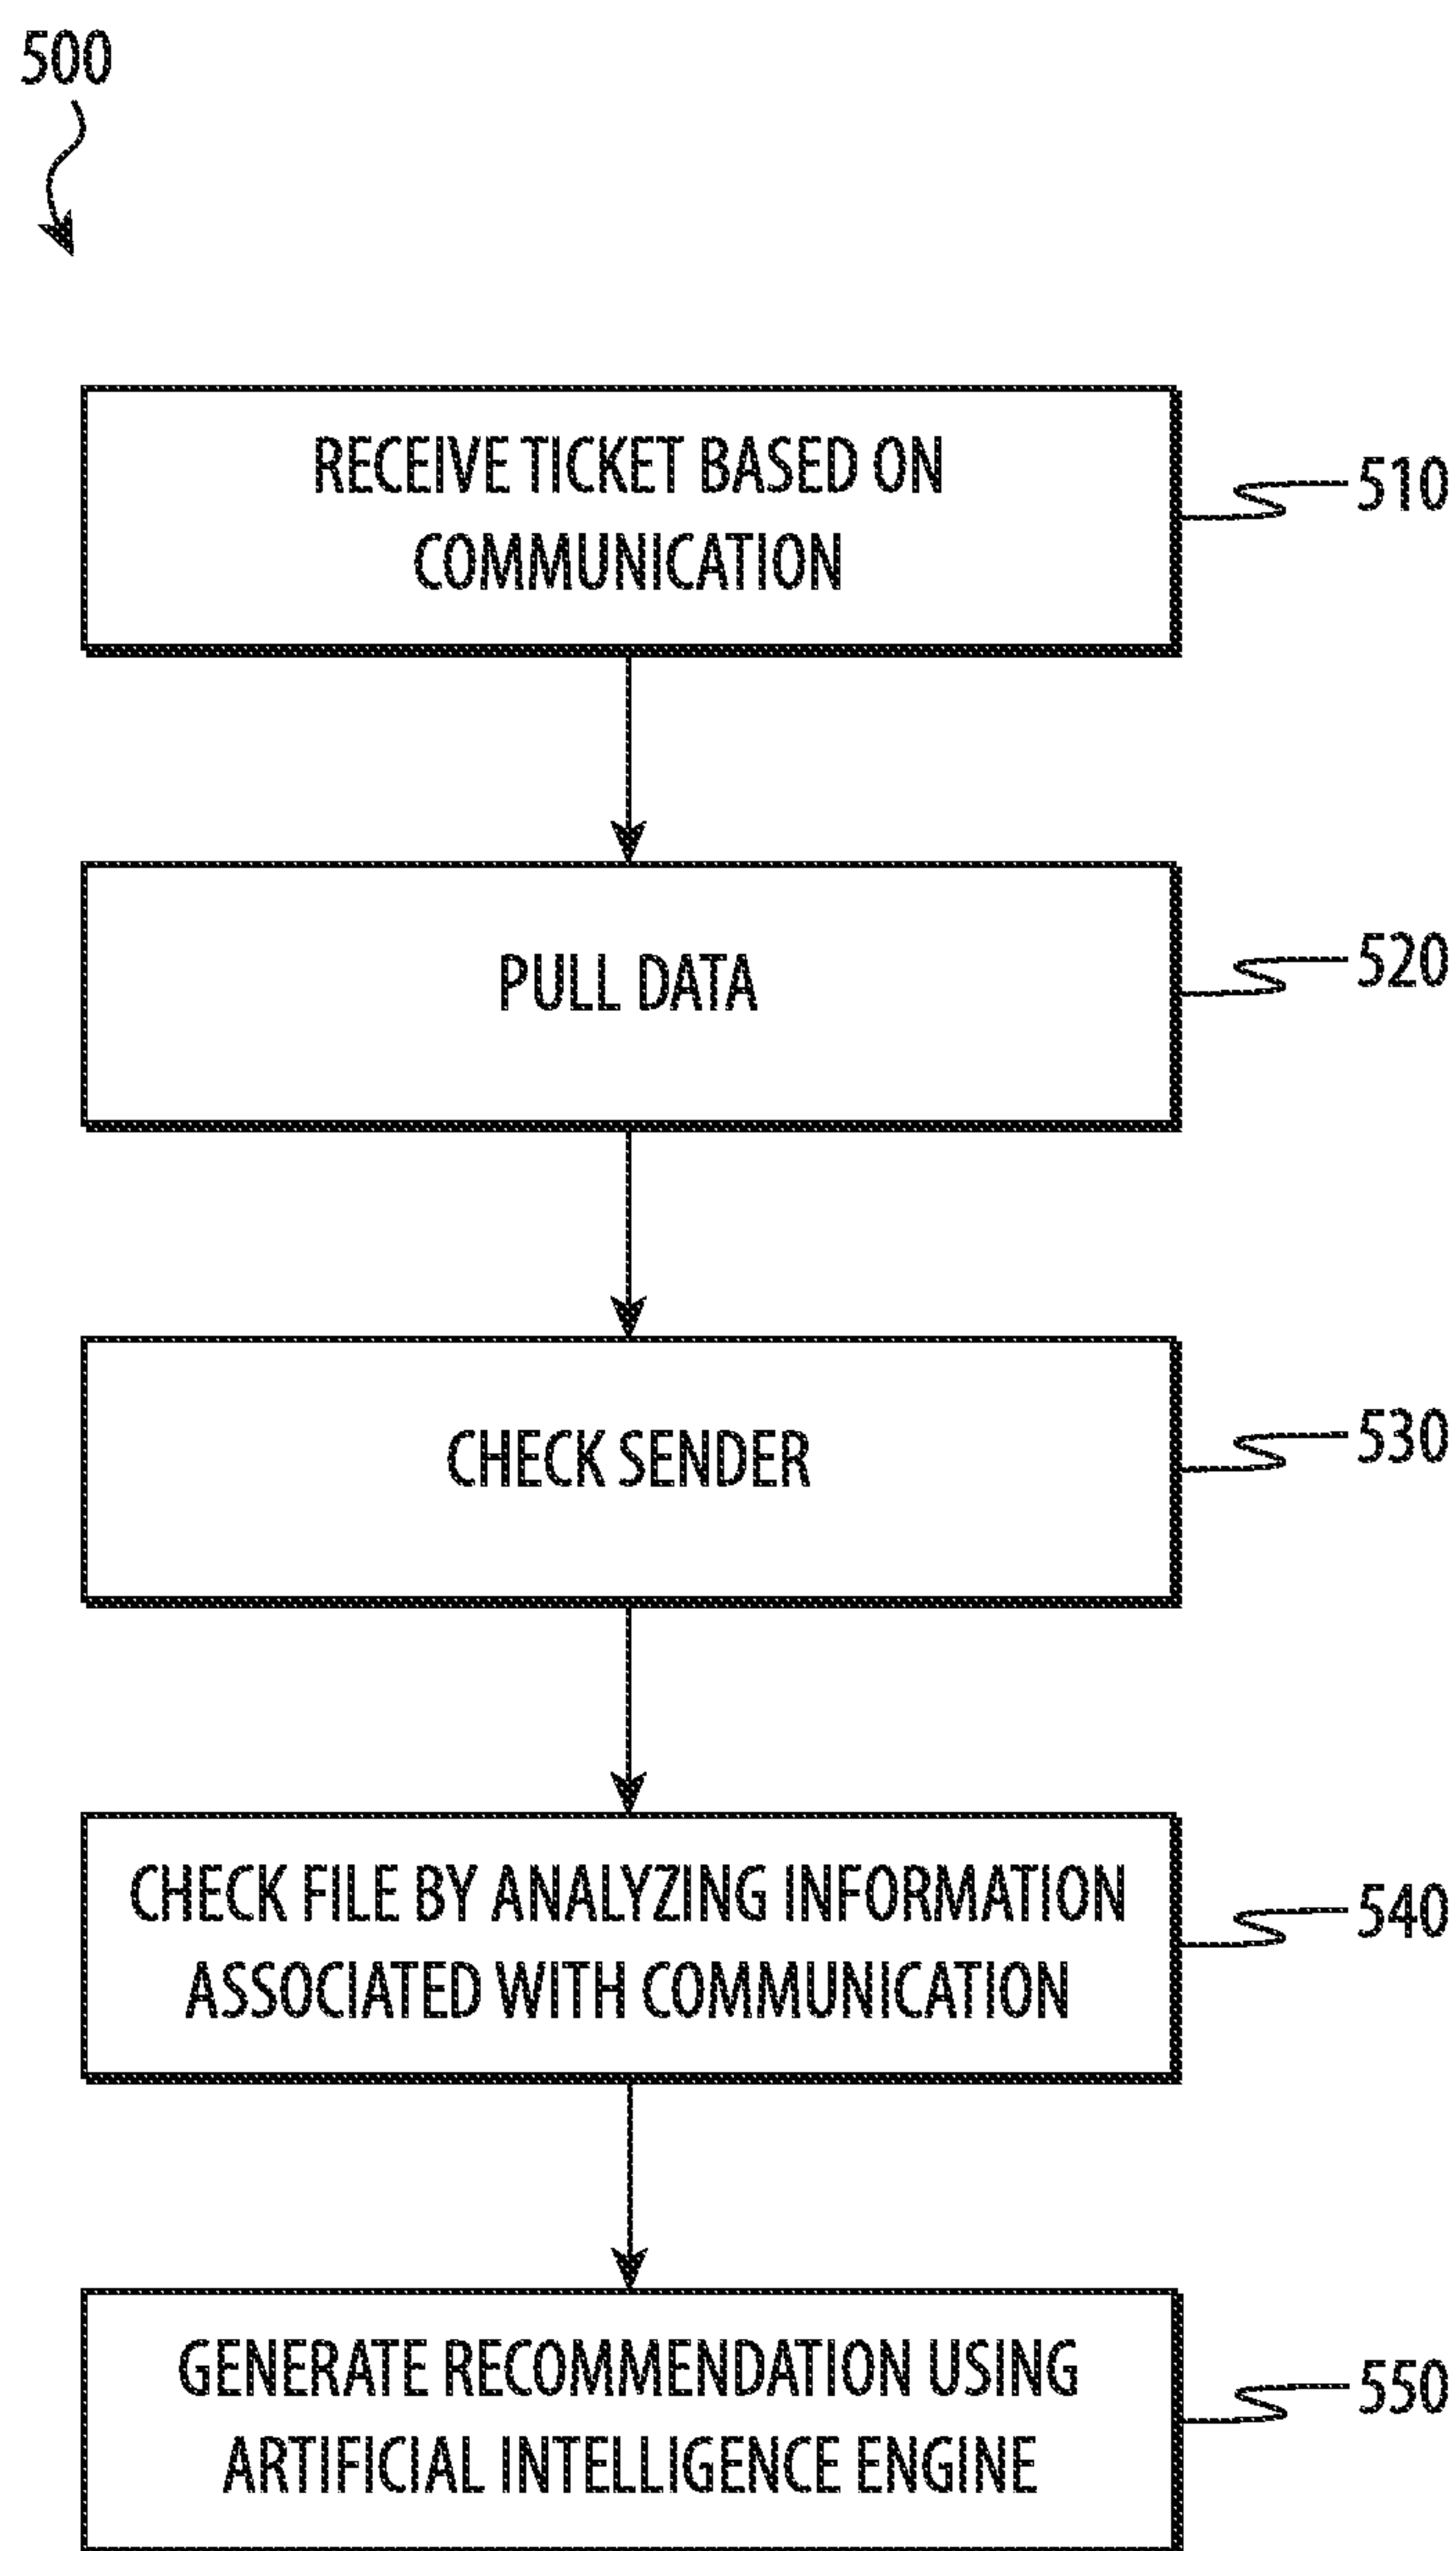 500
RECEIVE TICKET BASED ON
COMMUNICATION
510
PULL DATA
520
CHECK SENDER
530
CHECK FILE BY ANALYZING INFORMATION
ASSOCIATED WITH COMMUNICATION
540
GENERATE RECOMMENDATION USING
ARTIFICIAL INTELLIGENCE ENGINE
550